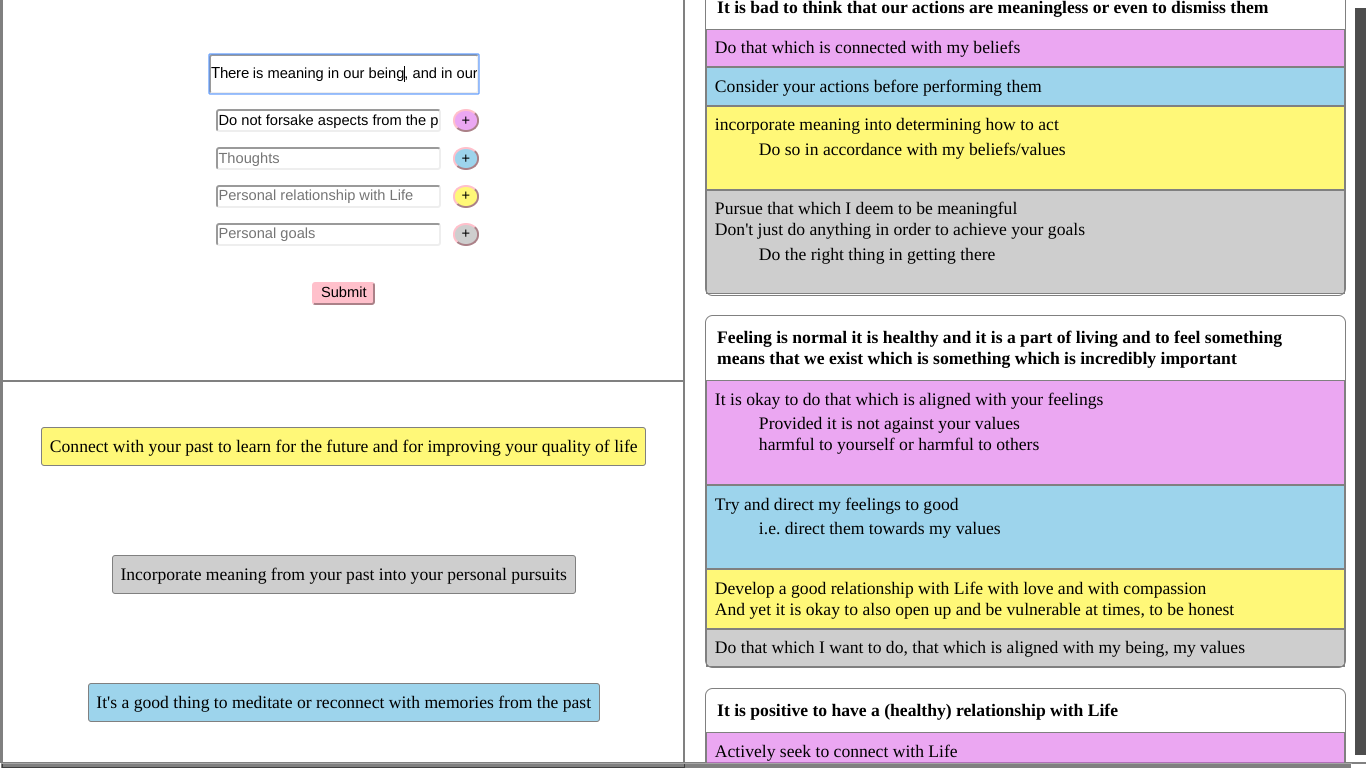 There is meaning in our being, and in our
Do not forsake aspects from the p
+
Thoughts
+
Personal relationship with Life
+
Personal goals
+
Submit
Connect with your past to learn for the future and for improving your quality of life
Incorporate meaning from your past into your personal pursuits
It's a good thing to meditate or reconnect with memories from the past
It is bad to think that our actions are meaningless or even to dismiss them
Do that which is connected with my beliefs
Consider your actions before performing them
incorporate meaning into determining how to act
Do so in accordance with my beliefs/values
Pursue that which I deem to be meaningful
Don't just do anything in order to achieve your goals
Do the right thing in getting there
Feeling is normal it is healthy and it is a part of living and to feel something
means that we exist which is something which is incredibly important
It is okay to do that which is aligned with your feelings
Provided it is not against your values
harmful to yourself or harmful to others
Try and direct my feelings to good
i.e. direct them towards my values
Develop a good relationship with Life with love and with compassion
And yet it is okay to also open up and be vulnerable at times, to be honest
Do that which I want to do, that which is aligned with my being, my values
It is positive to have a (healthy) relationship with Life
Actively seek to connect with Life